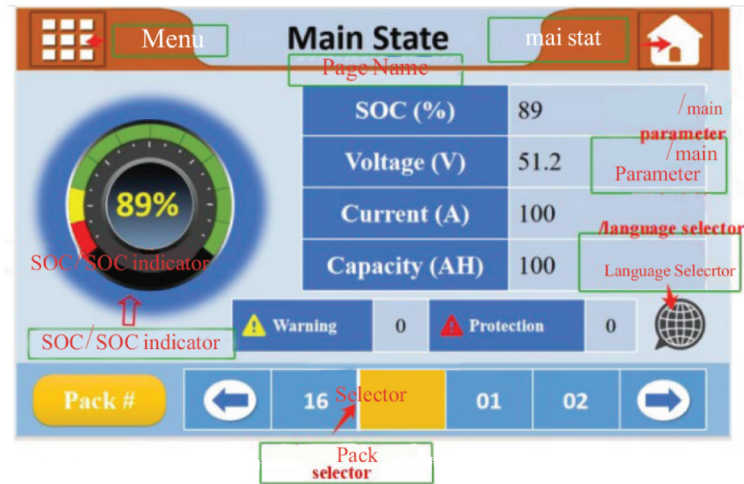 Menu
Main State
mai stat
Page Name
SOC (%) 89
/main
parameter
Voltage (V) 51.2
/main
Parameter
89%
Current (A) 100
/language selector
SOC/SOC indicator
Capacity (AH) 100
Language Selecrtor
SOC/SOC indicator
Warning 0 Protection 0
Pack # 16 Selector 01 02
Pack
selector